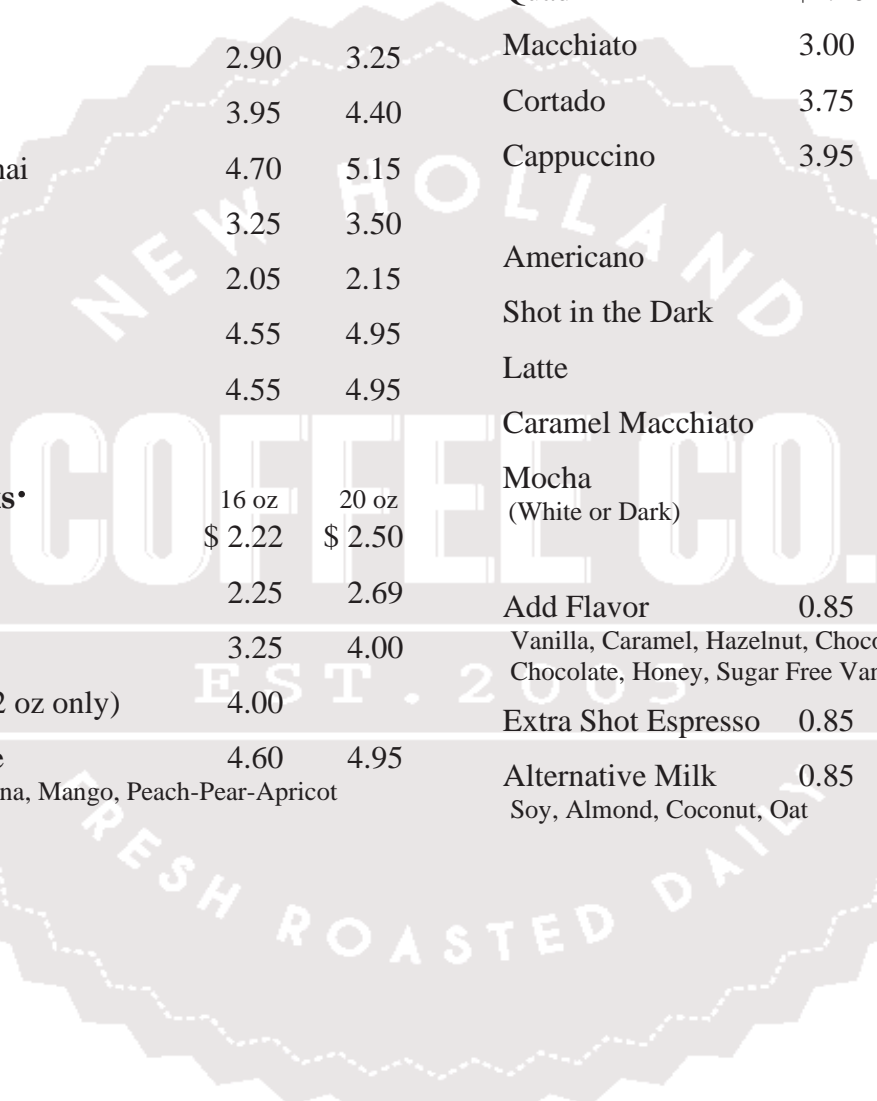 2.90 3.25
3.95 4.40
4.70 5.15
3.25 3.50
2.05 2.15
4.55 4.95
4.55 4.95
16 oz 20 oz
$ 2.22 $ 2.50
2.25 2.69
3.25 4.00
oz only) 4.00
4.60 4.95
Mango, Peach-Pear-Apricot
Macchiato 3.00
Cortado 3.75
Cappuccino 3.95
Americano
Shot in the Dark
Latte
Caramel Macchiato
Mocha
(White or Dark)
Add Flavor 0.85
Vanilla, Caramel, Hazelnut,
Chocolate, Honey, Sugar Free
Extra Shot Espresso 0.85
Alternative Milk 0.85
Soy, Almond, Coconut, Oat
NEW HOLLAND
COFFEE CO.
EST. 2005
FRESH ROASTED DAILY